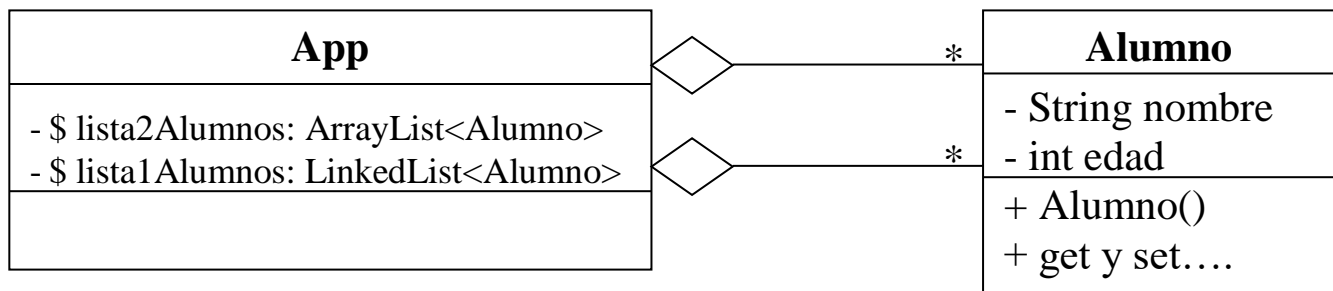 App
- $ lista2Alumnos: ArrayList<Alumno>
- $ lista1Alumnos: LinkedList<Alumno>
*
*
Alumno
- String nombre
- int edad
+ Alumno()
+ get y set….